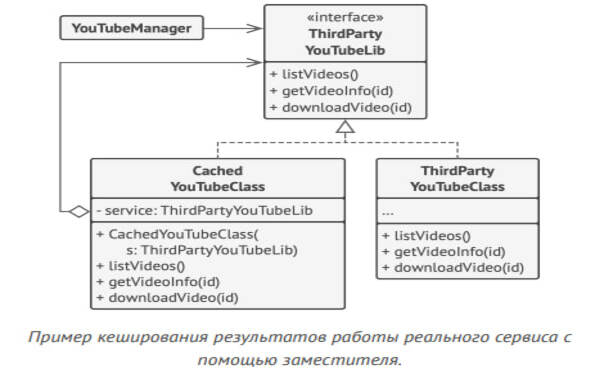 YouTubeManager
«interface»
ThirdParty
YouTubeLib
+ listVideos()
+ getVideoInfo(id)
+ downloadVideo(id)
Cached
YouTubeClass
- service: ThirdPartyYouTubeLib
+ CachedYouTubeClass(
s: ThirdPartyYouTubeLib)
+ listVideos()
+ getVideoInfo(id)
+ downloadVideo(id)
ThirdParty
YouTubeClass
...
+ listVideos()
+ getVideoInfo(id)
+ downloadVideo(id)
Пример кеширования результатов работы реального сервиса с
помощью заместителя.